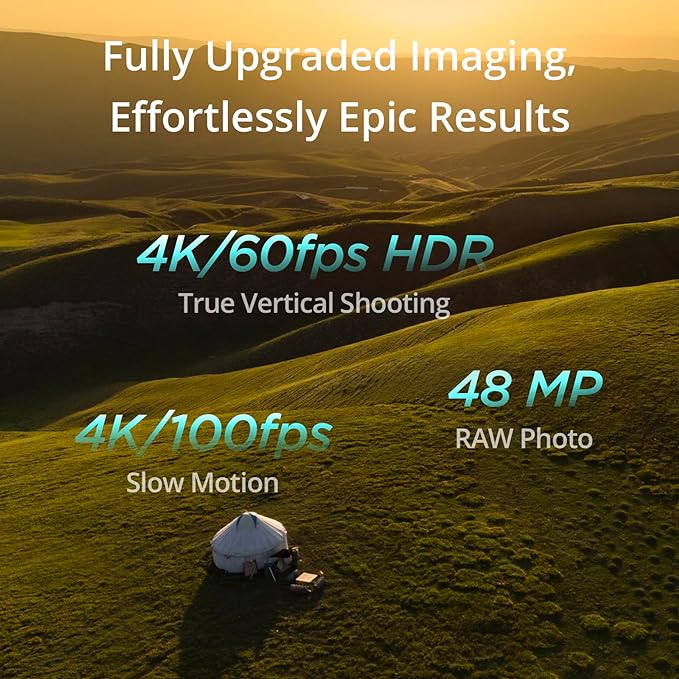 Fully Upgraded Imaging,
Effortlessly Epic Results
4K/60fps HDR
True Vertical Shooting
48 MP
RAW Photo
4K/100fps
Slow Motion